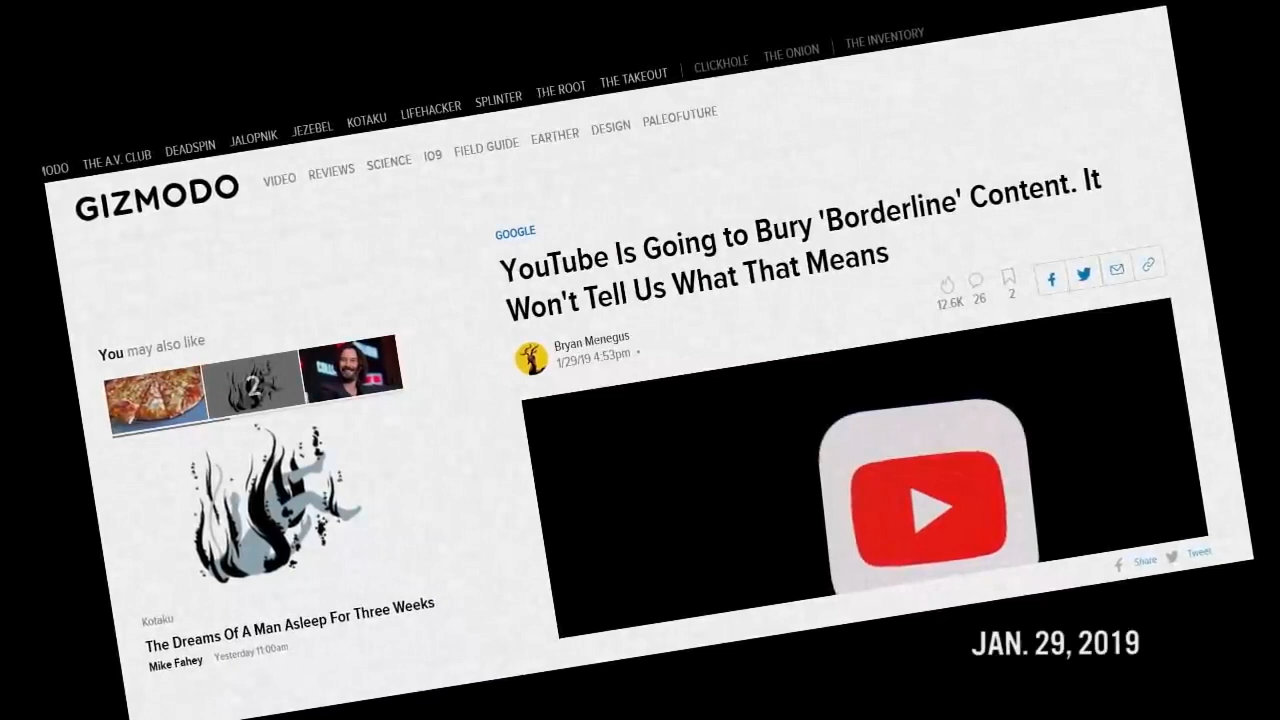 THE A.V. CLUB DEADSPIN JALOPNIK JEZEBEL KOTAKU LIFEHACKER SPLINTER THE ROOT THE TAKEOUT CLICKHOLE THE ONION THE INVENTORY
GIZMODO
VIDEO REVIEWS SCIENCE IO9 FIELD GUIDE EARTHER DESIGN PALEOFUTURE
GOOGLE
YouTube Is Going to Bury 'Borderline' Content. It
Won't Tell Us What That Means
Bryan Menegus
1/29/19 4:53pm
12.6K 26 2
You may also like
2
Kotaku
The Dreams Of A Man Asleep For Three Weeks
Mike Fahey Yesterday 11:00am
Share Tweet
JAN. 29, 2019